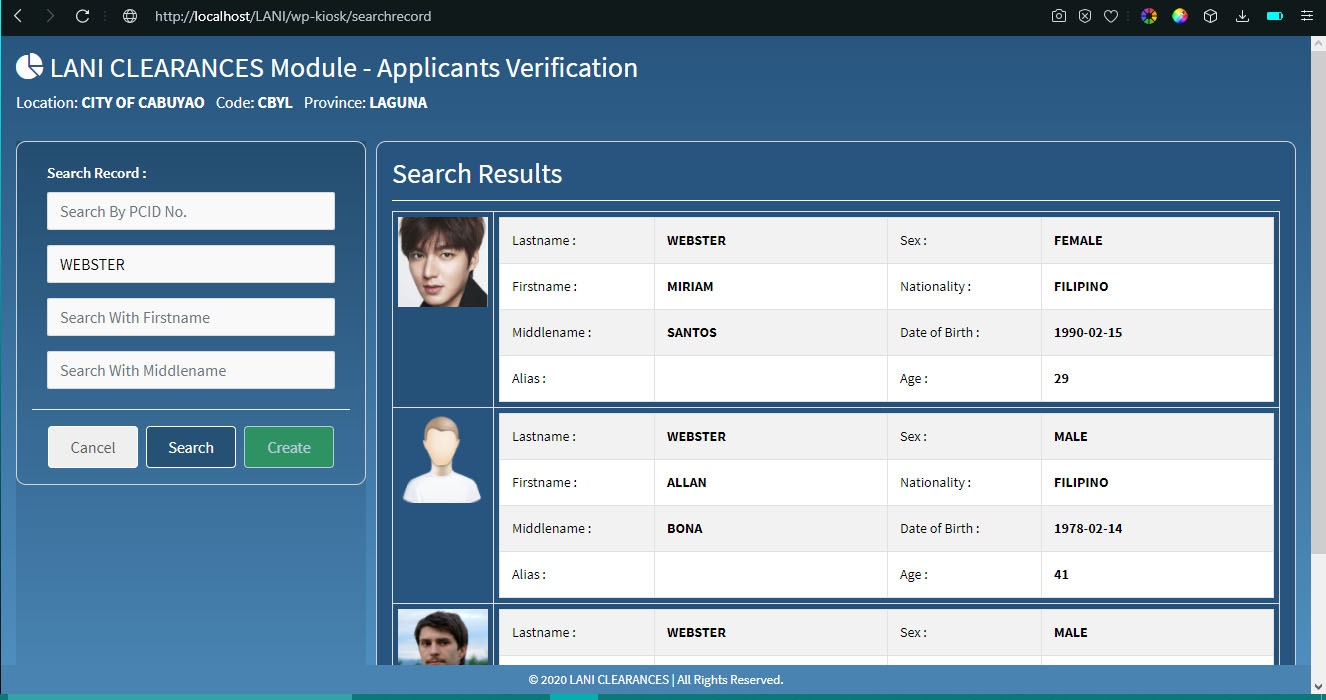 http://localhost/LANI/wp-kiosk/searchrecord
LANI CLEARANCES Module - Applicants Verification
Location: CITY OF CABUYAO Code: CBYL Province: LAGUNA
Search Record :
Search By PCID No.
WEBSTER
Search With Firstname
Search With Middlename
Cancel Search Create
Search Results
Lastname : WEBSTER Sex : FEMALE
Firstname : MIRIAM Nationality : FILIPINO
Middlename : SANTOS Date of Birth : 1990-02-15
Alias : Age : 29
Lastname : WEBSTER Sex : MALE
Firstname : ALLAN Nationality : FILIPINO
Middlename : BONA Date of Birth : 1978-02-14
Alias : Age : 41
Lastname : WEBSTER Sex : MALE
© 2020 LANI CLEARANCES | All Rights Reserved.